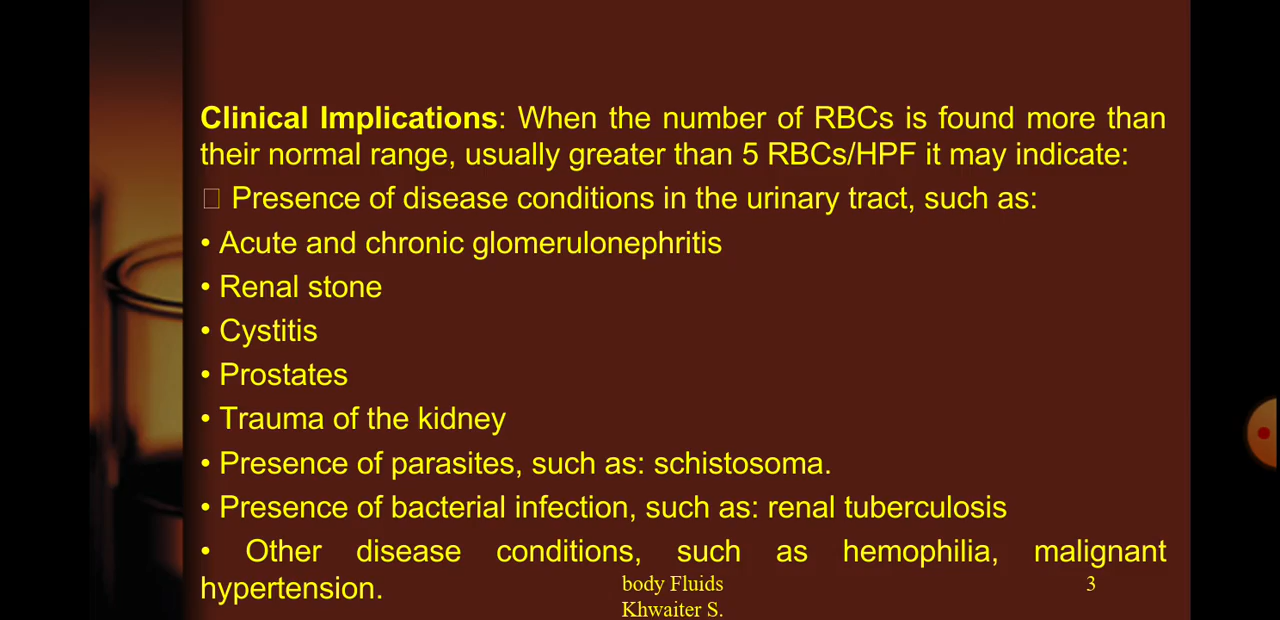 Clinical Implications: When the number of RBCs is found more than
their normal range, usually greater than 5 RBCs/HPF it may indicate:
Presence of disease conditions in the urinary tract, such as:
• Acute and chronic glomerulonephritis
• Renal stone
• Cystitis
• Prostates
• Trauma of the kidney
• Presence of parasites, such as: schistosoma.
• Presence of bacterial infection, such as: renal tuberculosis
• Other disease conditions, such as hemophilia, malignant
hypertension.
body Fluids
Khwaiter S.
3